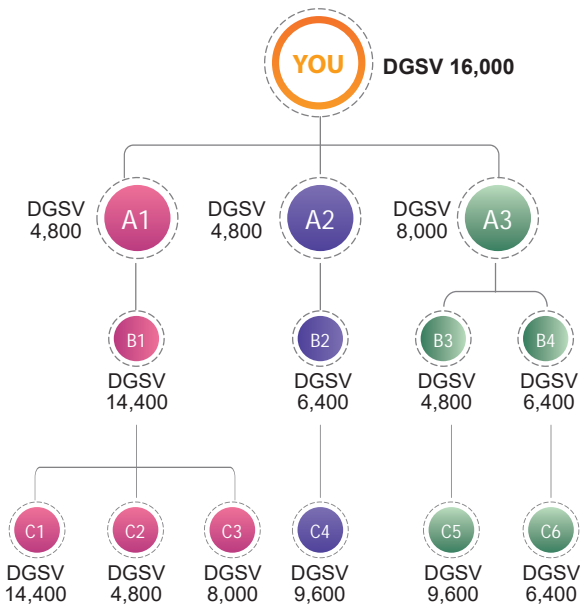 YOU
DGSV 16,000
DGSV
4,800
A1
DGSV
4,800
A2
DGSV
8,000
A3
B1
B2
B3
B4
DGSV
14,400
DGSV
6,400
DGSV
4,800
DGSV
6,400
C1
C2
C3
C4
C5
C6
DGSV
14,400
DGSV
4,800
DGSV
8,000
DGSV
9,600
DGSV
9,600
DGSV
6,400